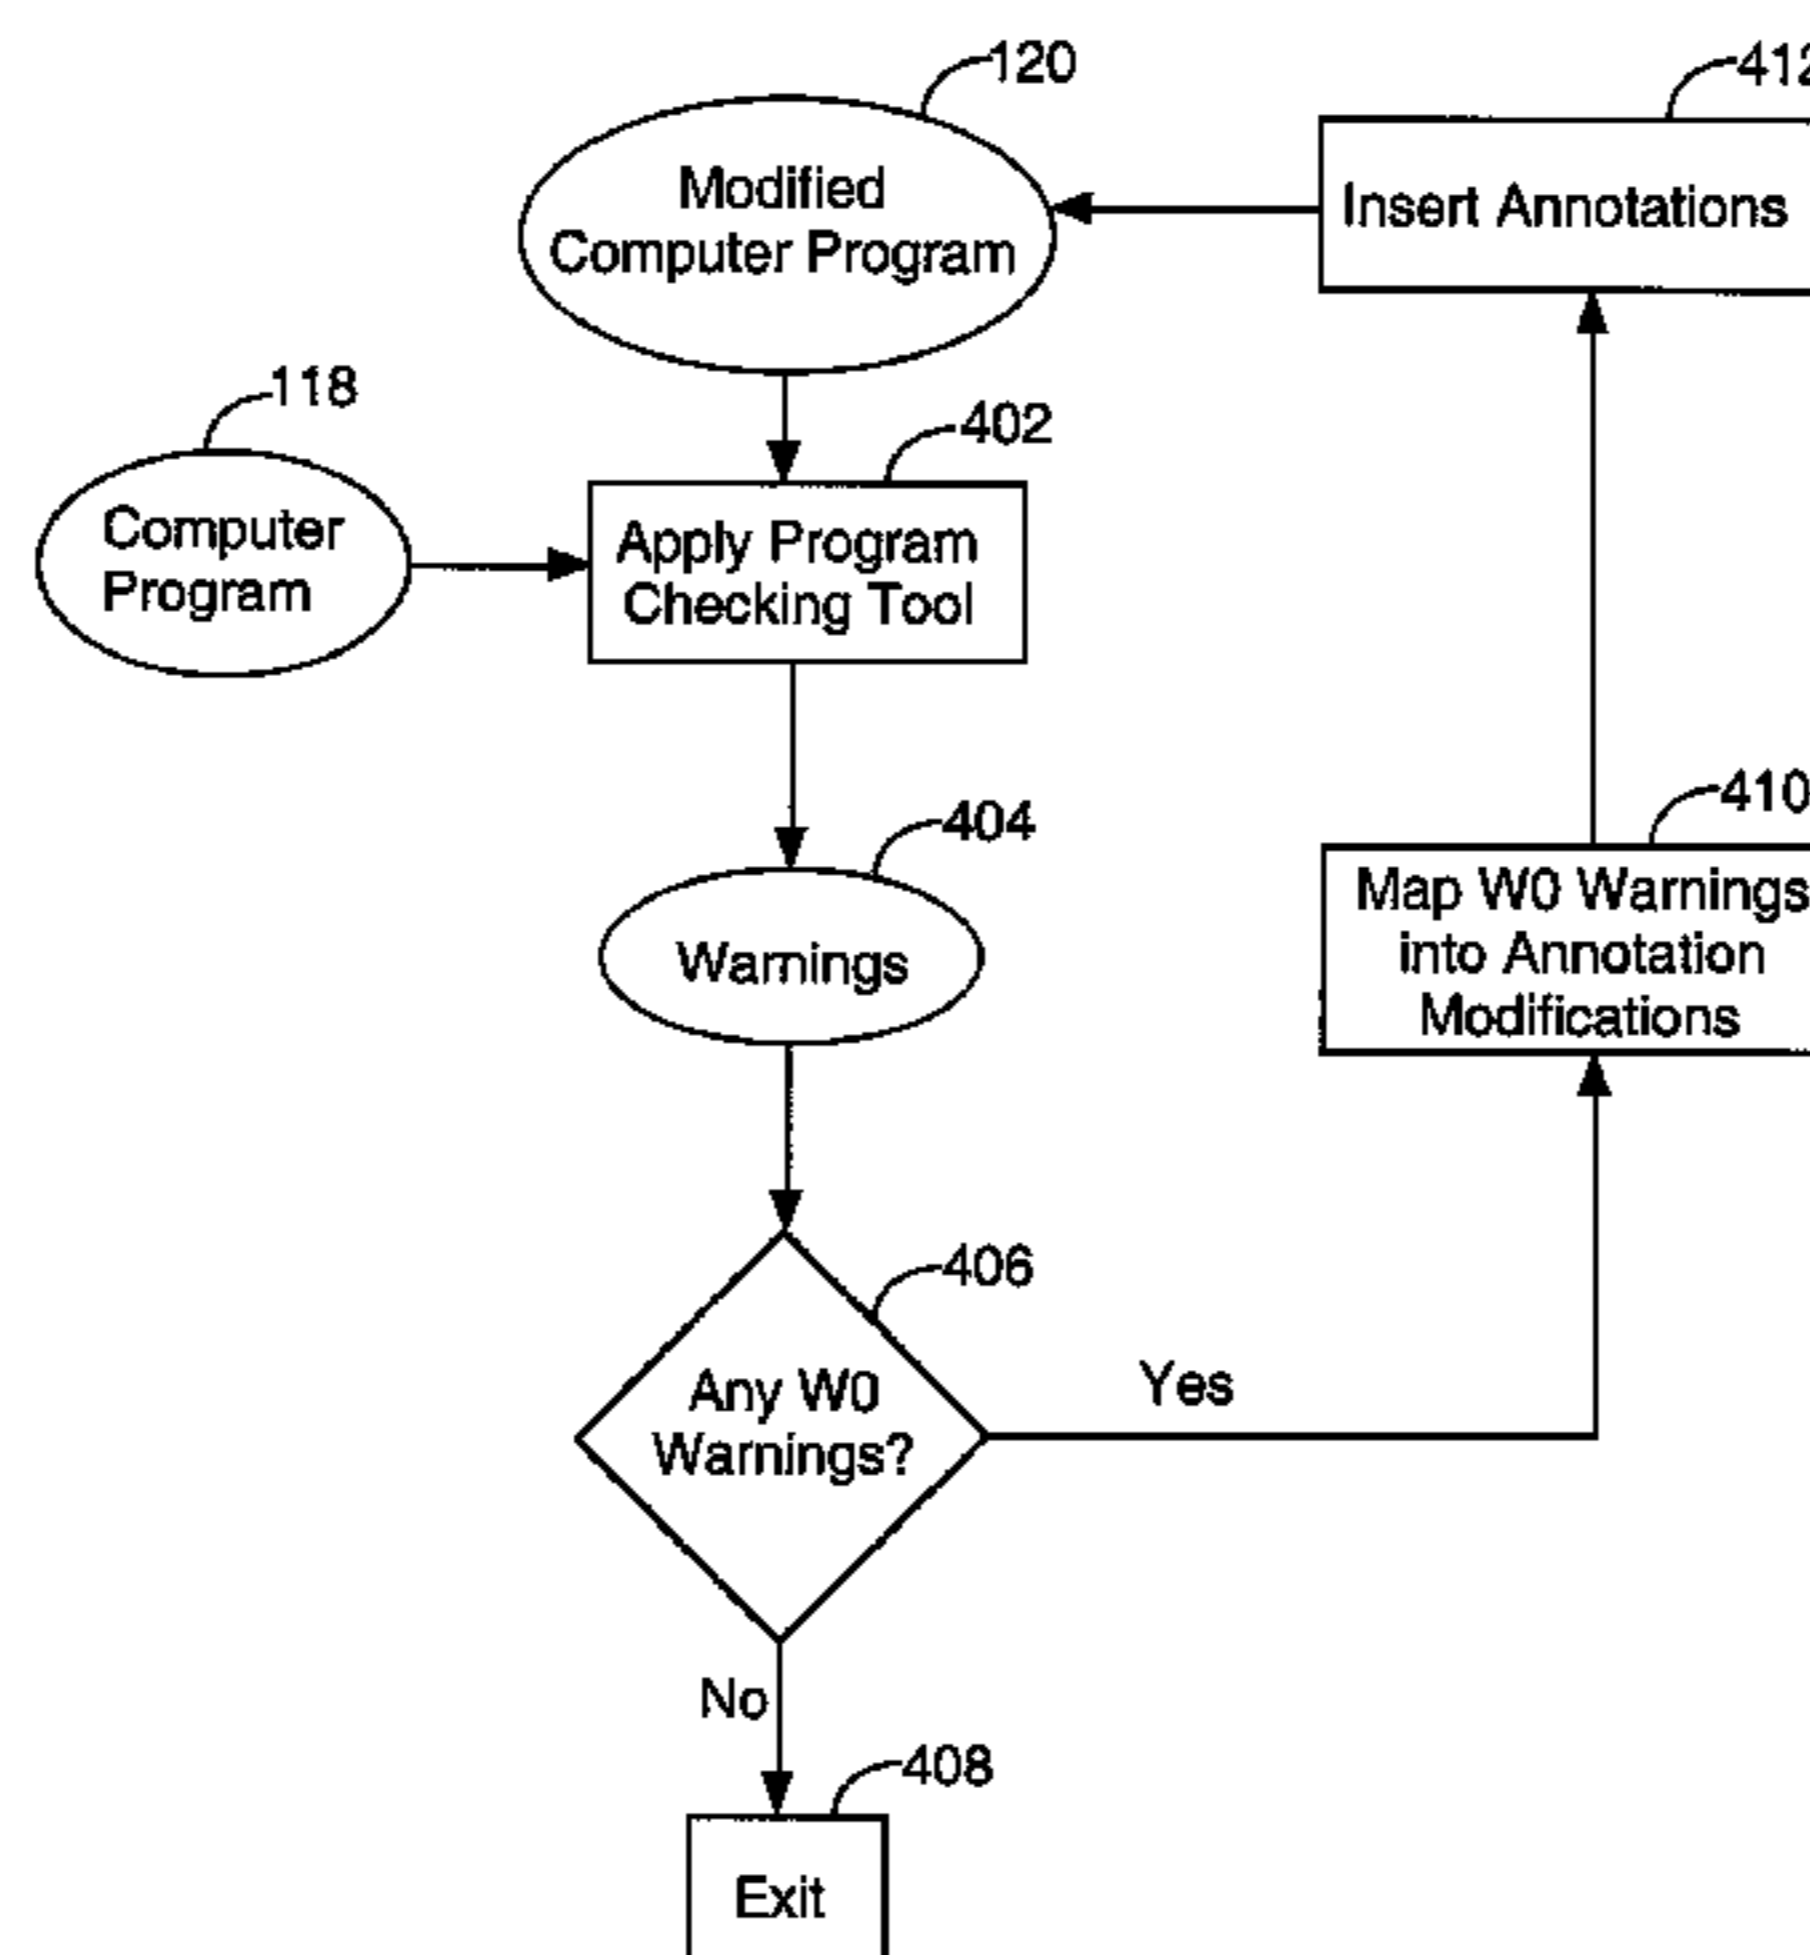 120
412
Modified
Computer Program
Insert Annotations
118
402
Computer
Program
Apply Program
Checking Tool
404
410
Warnings
Map W0 Warnings
into Annotation
Modifications
406
Any W0
Warnings?
Yes
No
408
Exit